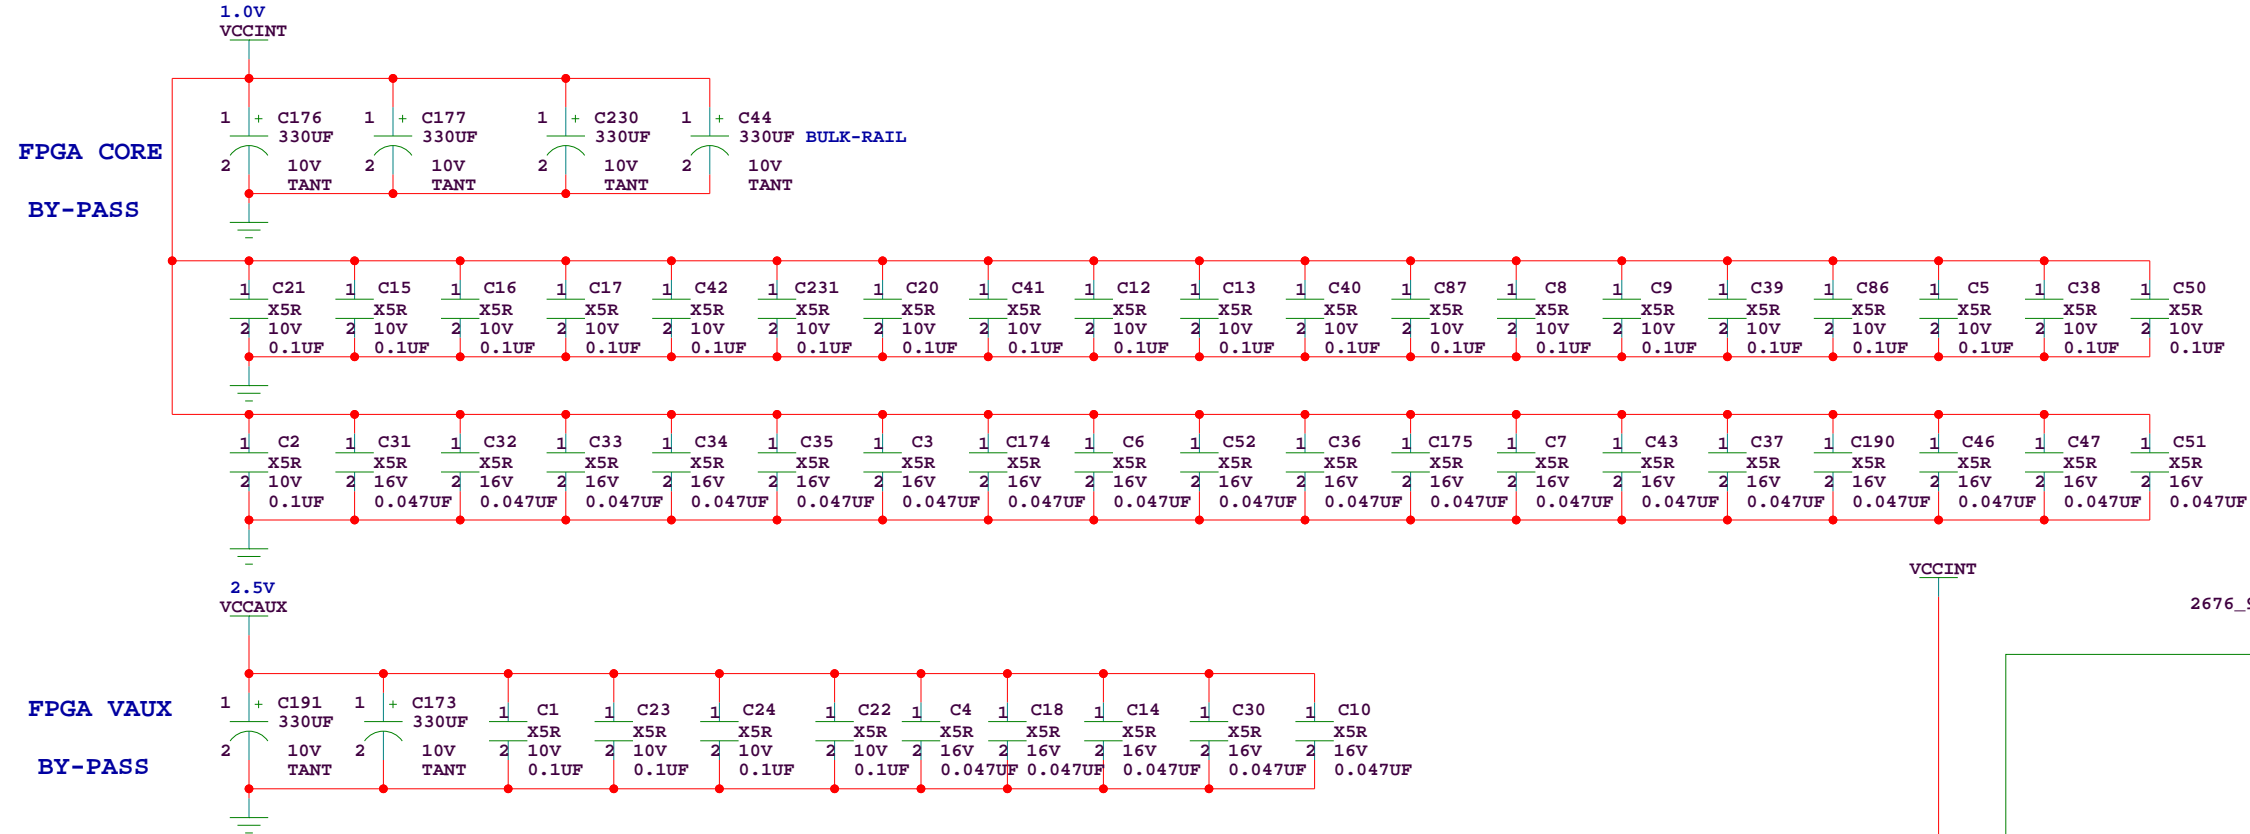 1.0V
VCCINT
1 + C176 1 + C177 1 + C230 1 + C44
330UF 330UF 330UF 330UF BULK-RAIL
FPGA CORE
2 10V 2 10V 2 10V 2 10V
TANT TANT TANT TANT
BY-PASS
1 C21 1 C15 1 C16 1 C17 1 C42 1 C231 1 C20 1 C41 1 C12 1 C13 1 C40 1 C87 1 C8 1 C9 1 C39 1 C86 1 C5 1 C38 1 C50
X5R X5R X5R X5R X5R X5R X5R X5R X5R X5R X5R X5R X5R X5R X5R X5R X5R X5R X5R
2 10V 2 10V 2 10V 2 10V 2 10V 2 10V 2 10V 2 10V 2 10V 2 10V 2 10V 2 10V 2 10V 2 10V 2 10V 2 10V 2 10V 2 10V 2 10V
0.1UF 0.1UF 0.1UF 0.1UF 0.1UF 0.1UF 0.1UF 0.1UF 0.1UF 0.1UF 0.1UF 0.1UF 0.1UF 0.1UF 0.1UF 0.1UF 0.1UF 0.1UF 0.1UF
1 C2 1 C31 1 C32 1 C33 1 C34 1 C35 1 C3 1 C174 1 C6 1 C52 1 C36 1 C175 1 C7 1 C43 1 C37 1 C190 1 C46 1 C47 1 C51
X5R X5R X5R X5R X5R X5R X5R X5R X5R X5R X5R X5R X5R X5R X5R X5R X5R X5R X5R
2 10V 2 16V 2 16V 2 16V 2 16V 2 16V 2 16V 2 16V 2 16V 2 16V 2 16V 2 16V 2 16V 2 16V 2 16V 2 16V 2 16V 2 16V 2 16V
0.1UF 0.047UF 0.047UF 0.047UF 0.047UF 0.047UF 0.047UF 0.047UF 0.047UF 0.047UF 0.047UF 0.047UF 0.047UF 0.047UF 0.047UF 0.047UF 0.047UF 0.047UF 0.047UF
VCCINT
2.5V
VCCAUX
1 + C191 1 + C173 1 C1 1 C23 1 C24 1 C22 1 C4 1 C18 1 C14 1 C30 1 C10
FPGA VAUX
330UF 330UF X5R X5R X5R X5R X5R X5R X5R X5R X5R
2 10V 2 10V 2 10V 2 10V 2 10V 2 10V 2 16V 2 16V 2 16V 2 16V 2 16V
TANT TANT 0.1UF 0.1UF 0.1UF 0.1UF 0.047UF 0.047UF 0.047UF 0.047UF 0.047UF
BY-PASS